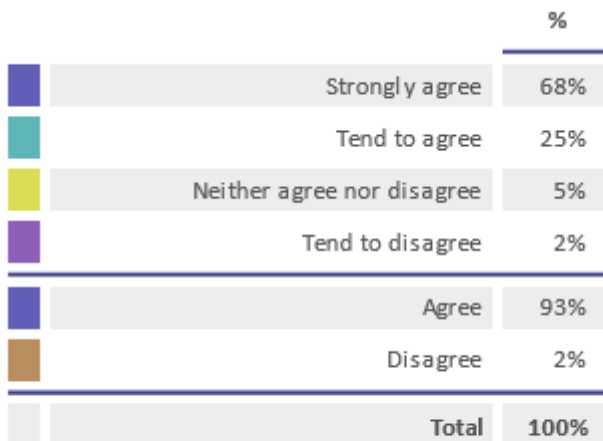 %
Strongly agree 68%
Tend to agree 25%
Neither agree nor disagree 5%
Tend to disagree 2%
Agree 93%
Disagree 2%
Total 100%